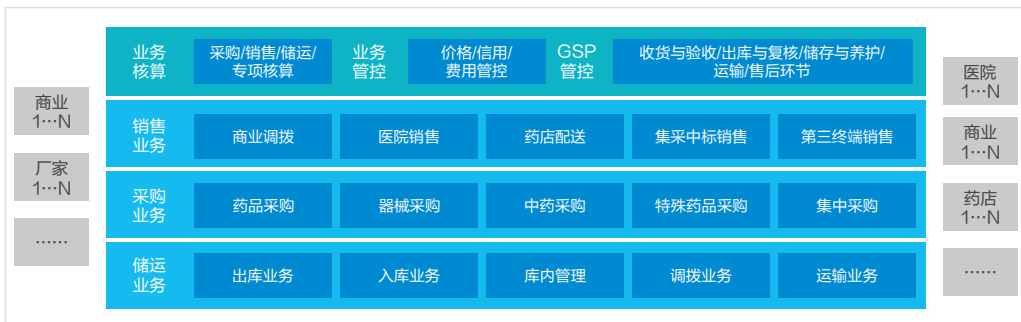 商业
1…N
厂家
1…N
……
业务
核算
采购/销售/储运/
专项核算
业务
管控
价格/信用/
费用管控
GSP
管控
收货与验收/出库与复核/储存与养护/
运输/售后环节
销售
业务
商业调拨
医院销售
药店配送
集采中标销售
第三终端销售
采购
业务
药品采购
器械采购
中药采购
特殊药品采购
集中采购
储运
业务
出库业务
入库业务
库内管理
调拨业务
运输业务
医院
1…N
商业
1…N
药店
1…N
……